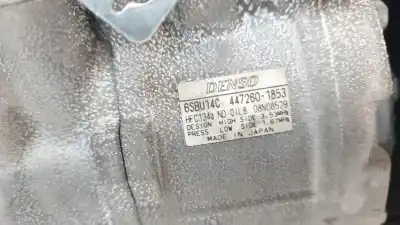 DENSO
6SBU14C 447260-1853
HFC134a ND-OIL8 08N08528
DESIGN HIGH SIDE 3.53MPa
PRESS LOW SIDE 1.67MPa
MADE IN JAPAN